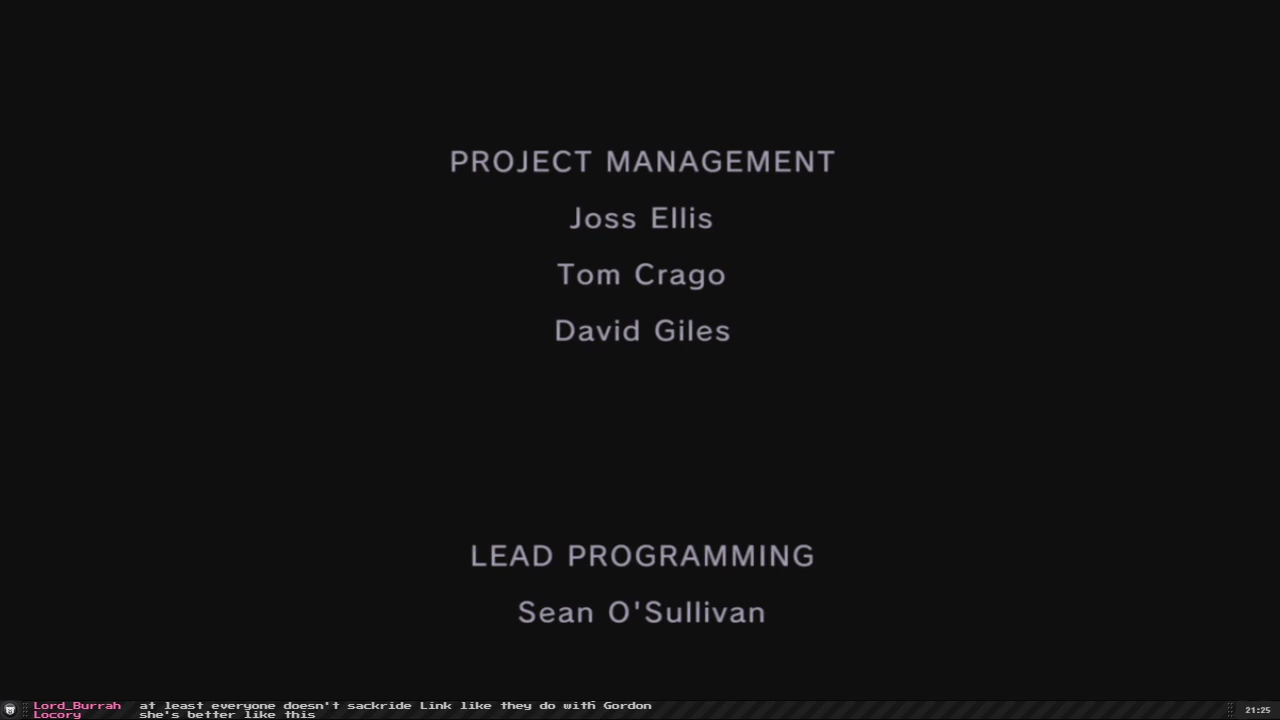 PROJECT MANAGEMENT
Joss Ellis
Tom Crago
David Giles
LEAD PROGRAMMING
Sean O'Sullivan
Lord_Burrah at least everyone doesn't sackride Link like they do with Gordon
Locory she's better like this
21:25